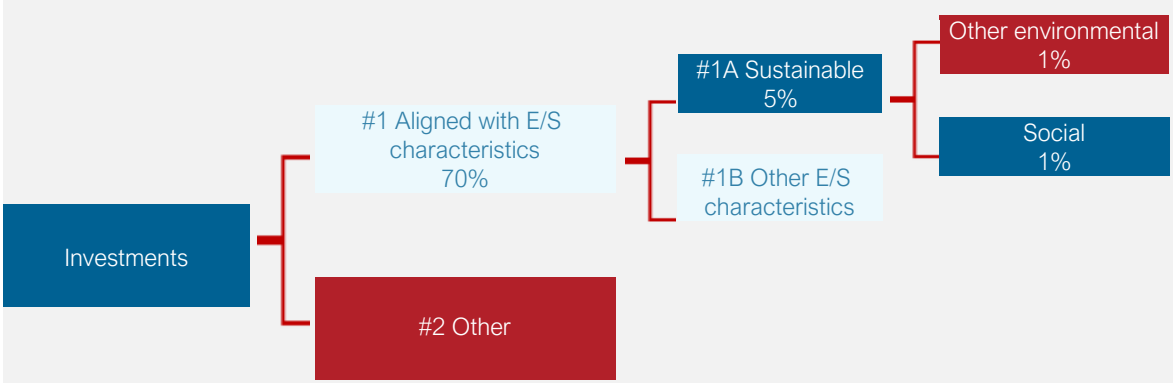 Investments
#1 Aligned with E/S
characteristics
70%
#2 Other
#1A Sustainable
5%
#1B Other E/S
characteristics
Other environmental
1%
Social
1%